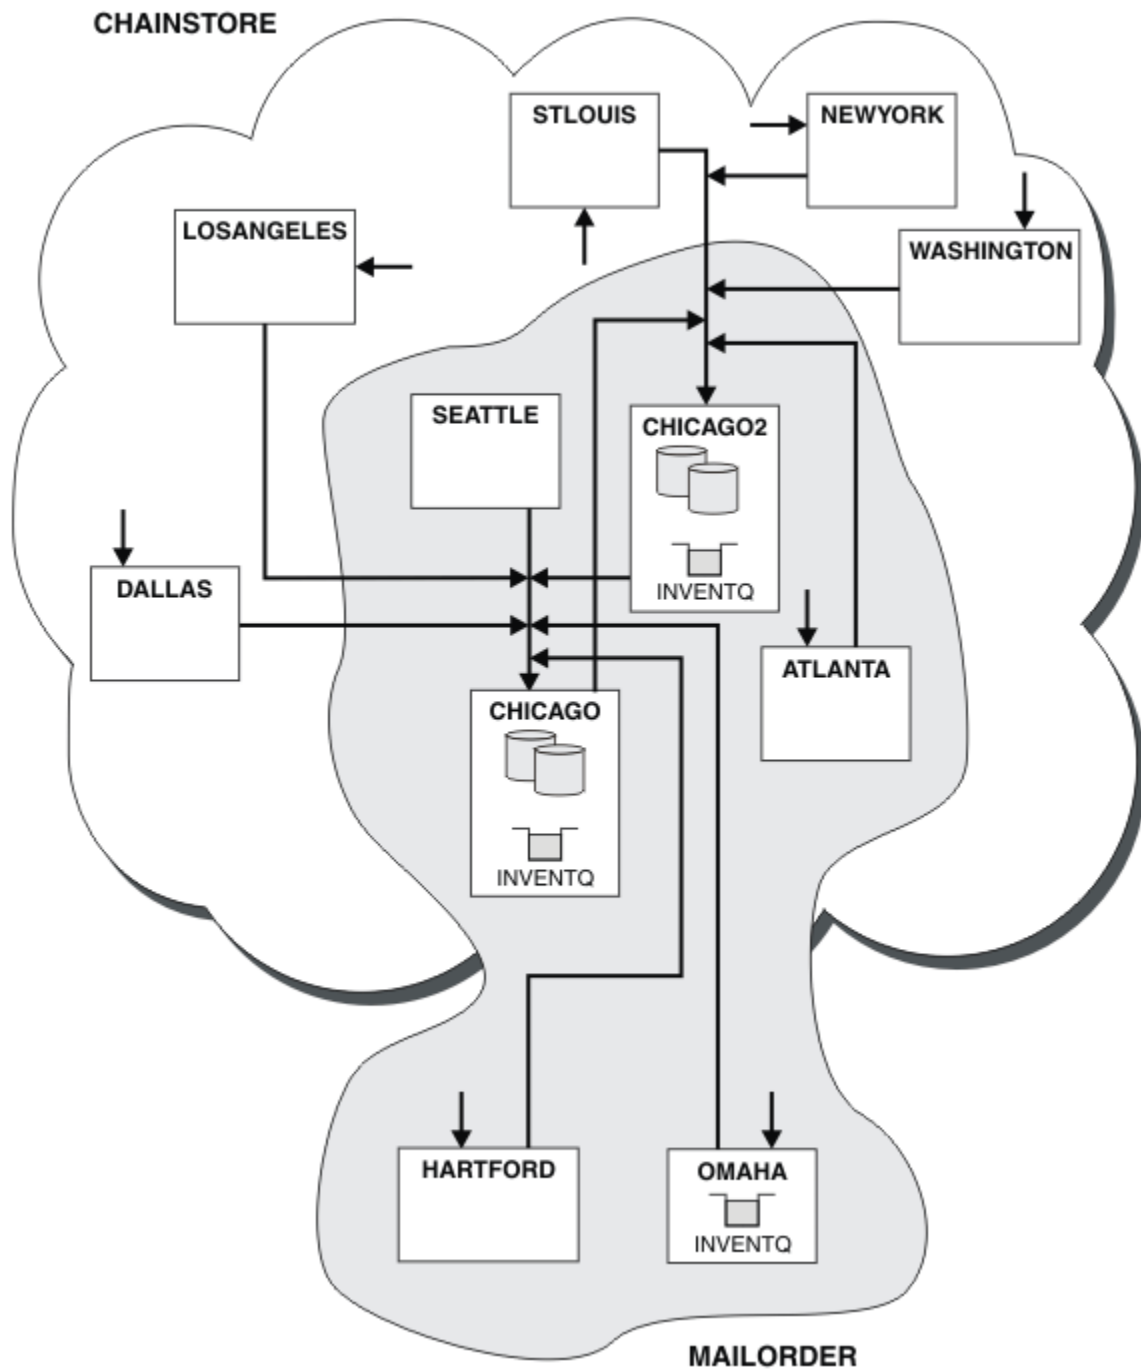 CHAINSTORE
STLOUIS
NEWYORK
LOSANGELES
WASHINGTON
SEATTLE
CHICAGO2
INVENTQ
DALLAS
ATLANTA
CHICAGO
INVENTQ
HARTFORD
OMAHA
INVENTQ
MAILORDER